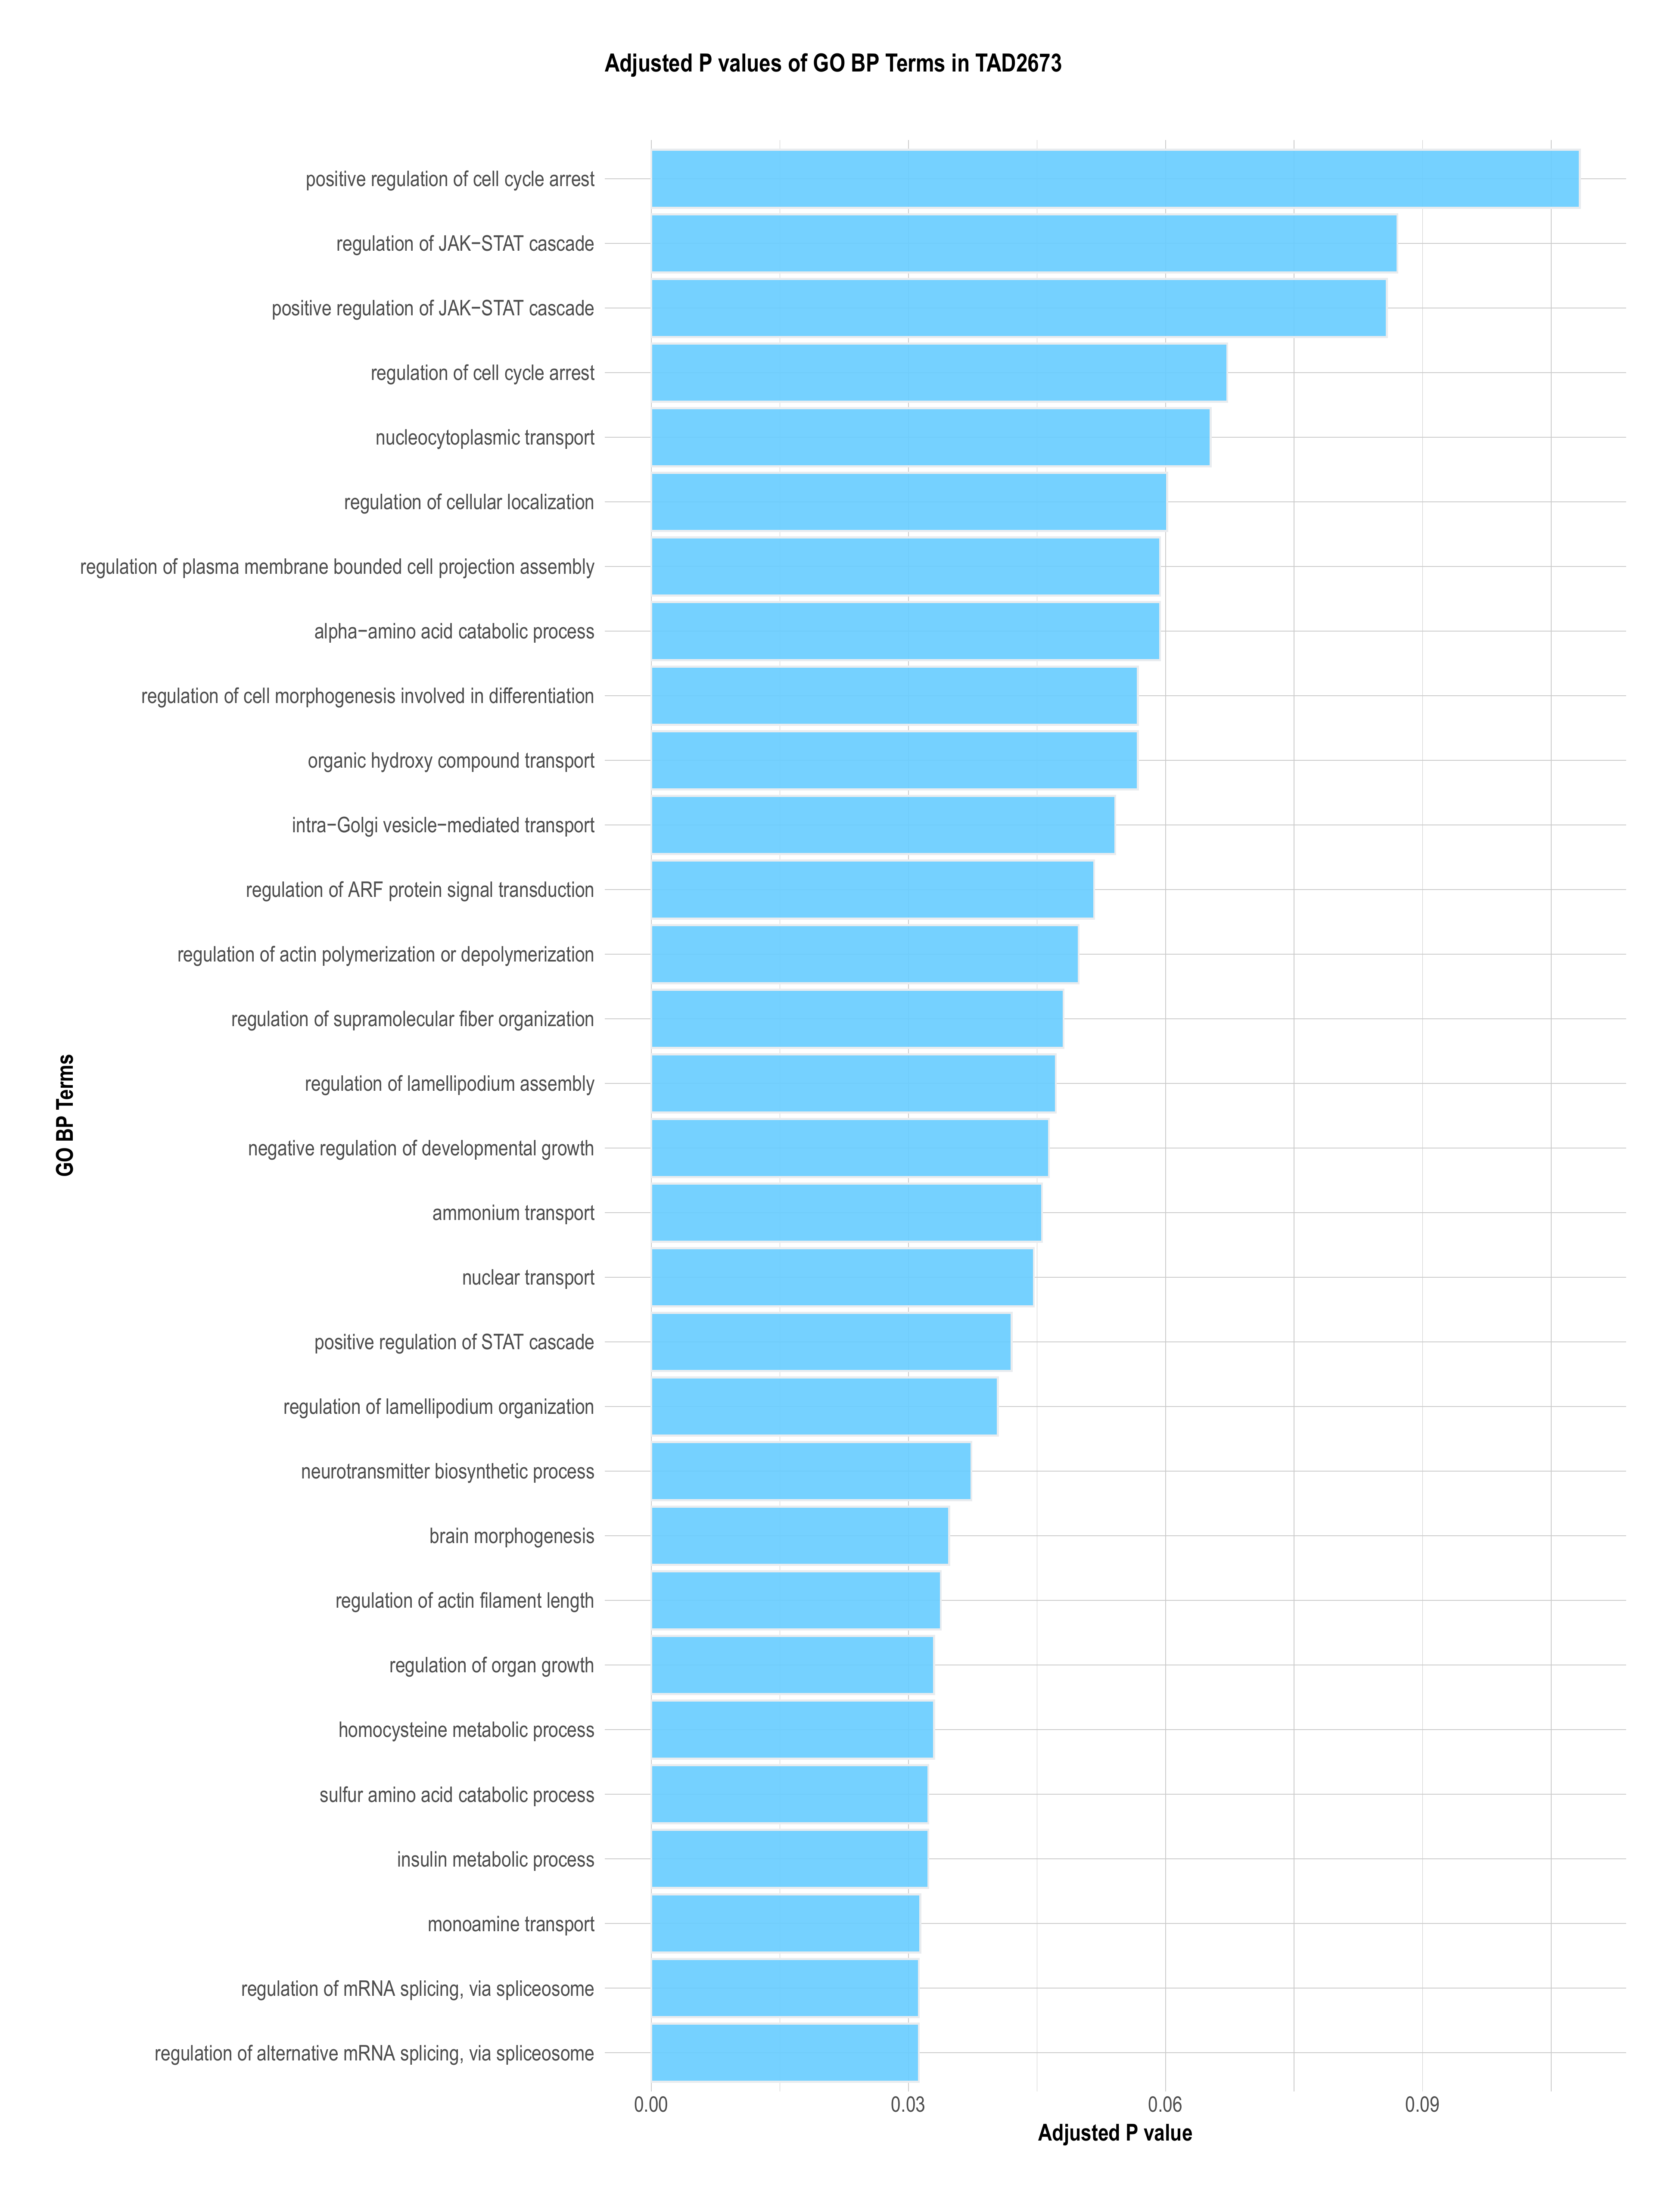 Adjusted P values of GO BP Terms in TAD2673
positive regulation of cell cycle arrest
regulation of JAK−STAT cascade
positive regulation of JAK−STAT cascade
regulation of cell cycle arrest
nucleocytoplasmic transport
regulation of cellular localization
regulation of plasma membrane bounded cell projection assembly
alpha−amino acid catabolic process
regulation of cell morphogenesis involved in differentiation
organic hydroxy compound transport
intra−Golgi vesicle−mediated transport
regulation of ARF protein signal transduction
regulation of actin polymerization or depolymerization
regulation of supramolecular fiber organization
regulation of lamellipodium assembly
negative regulation of developmental growth
ammonium transport
nuclear transport
positive regulation of STAT cascade
regulation of lamellipodium organization
neurotransmitter biosynthetic process
brain morphogenesis
regulation of actin filament length
regulation of organ growth
homocysteine metabolic process
sulfur amino acid catabolic process
insulin metabolic process
monoamine transport
regulation of mRNA splicing, via spliceosome
regulation of alternative mRNA splicing, via spliceosome
GO BP Terms
0.00 0.03 0.06 0.09
Adjusted P value